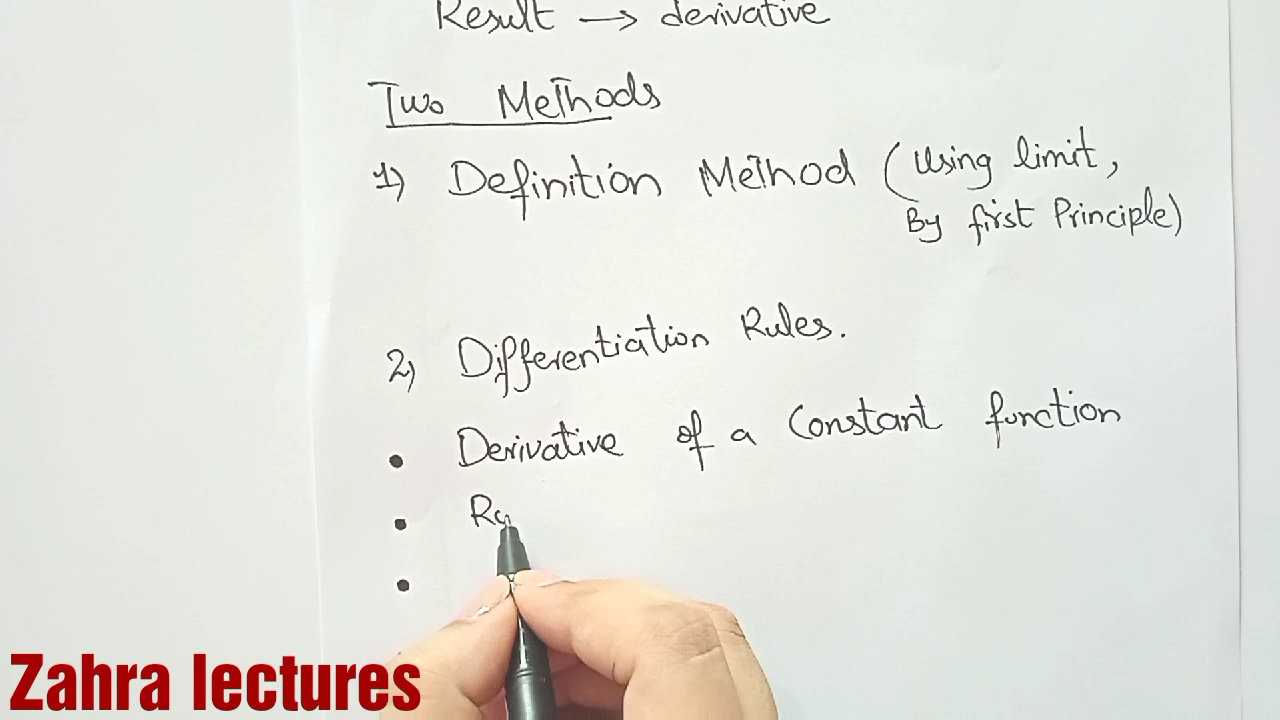 Result → derivative
Two Methods
1) Definition Method (Using limit,
By first Principle)
2) Differentiation Rules.
• Derivative of a Constant function
•
•
Zahra lectures